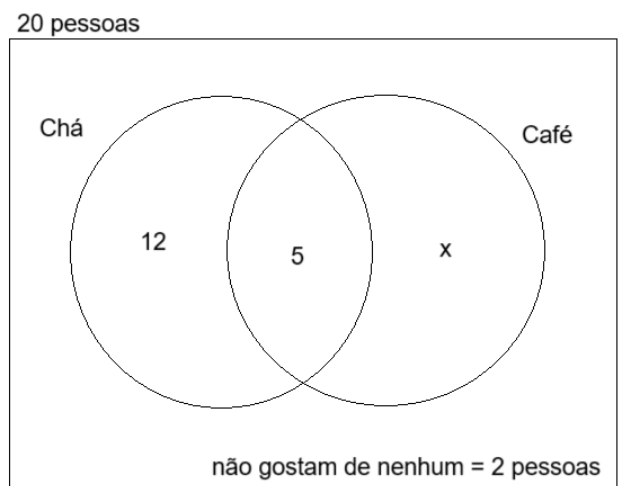 20 pessoas
Chá
Café
12
5
x
não gostam de nenhum = 2 pessoas